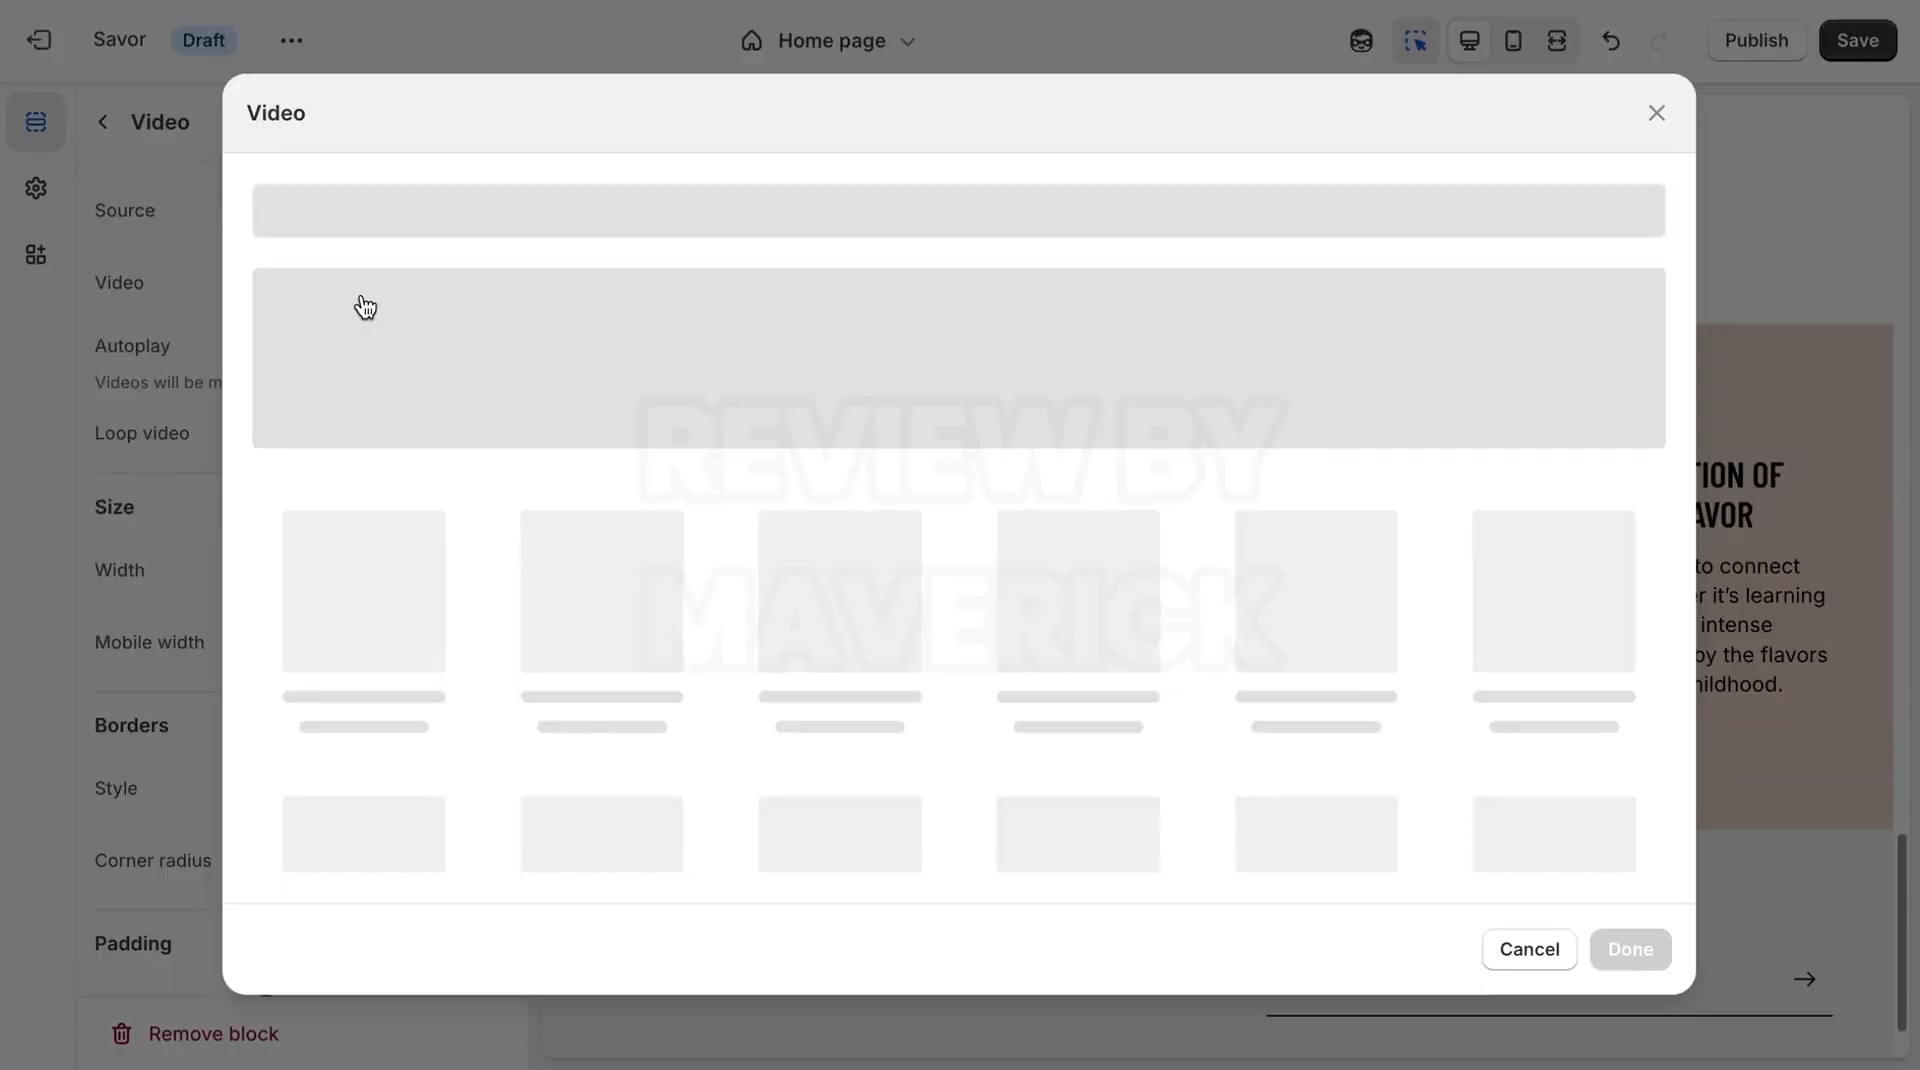 Savor
Draft
Home page
Publish
Save
Video
Video
Source
Video
Autoplay
Videos will be m
Loop video
Size
Width
Mobile width
Borders
Style
Corner radius
Padding
Remove block
REVIEW BY
MAVERICK
TION OF
AVOR
to connect
r it's learning
intense
by the flavors
hildhood.
Cancel
Done